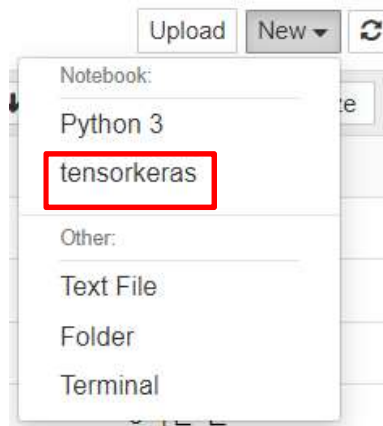 Upload New
Notebook:
Python 3
tensorkeras
Other:
Text File
Folder
Terminal